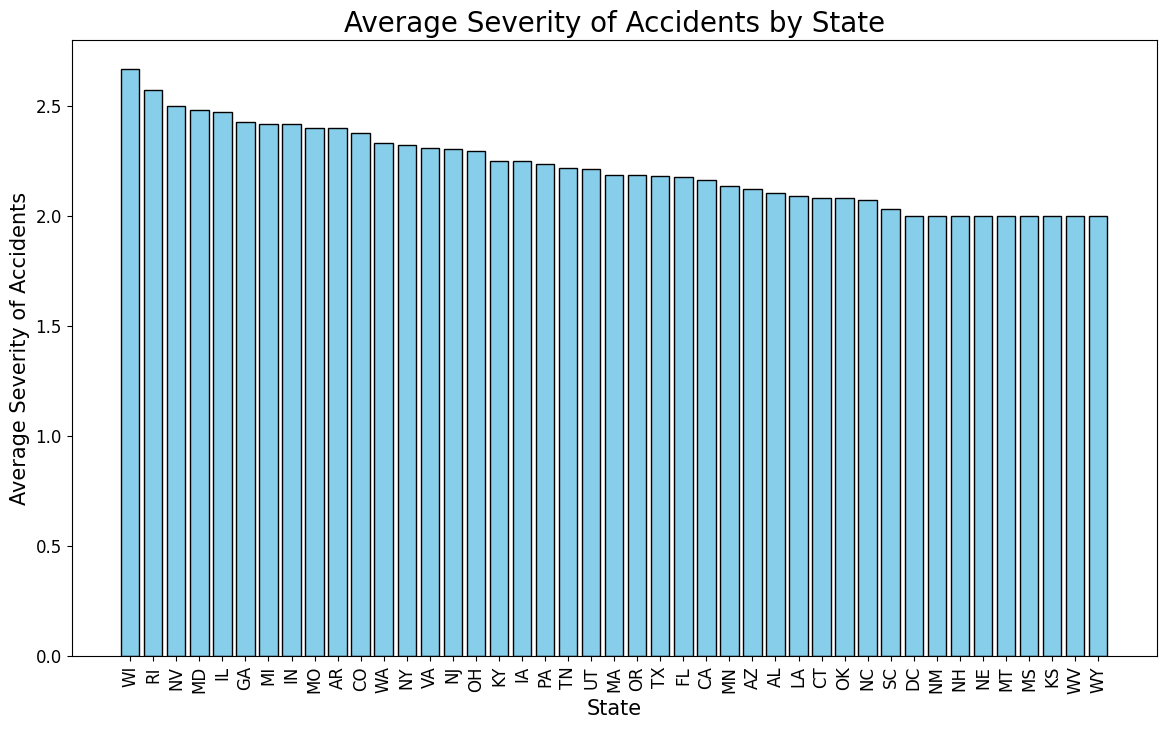 Average Severity of Accidents by State
Average Severity of Accidents
2.5
2.0
1.5
1.0
0.5
0.0
WI RI NV MD IL GA MI IN MO AR CO WA NY VA NJ OH KY IA PA TN UT MA OR TX FL CA MN AZ AL LA CT OK NC SC DC NM NH NE MT MS KS WV WY
State